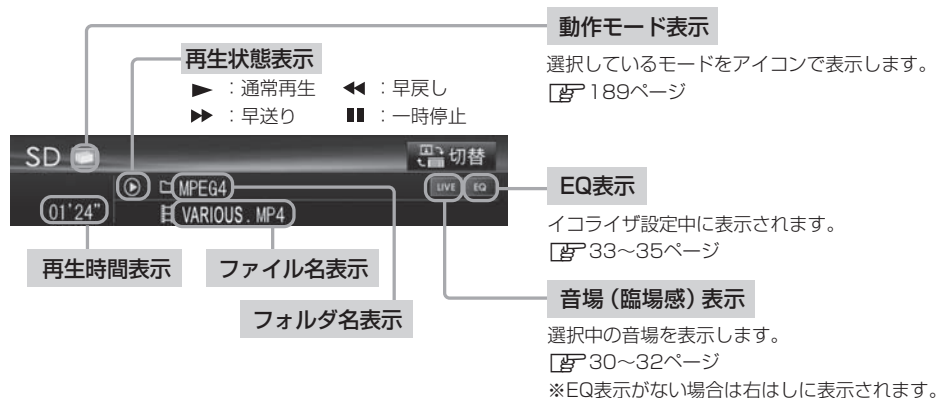 動作モード表示
選択しているモードをアイコンで表示します。
189ページ
再生状態表示
▶ ：通常再生 ◀◀ ：早戻し
▶▶ ：早送り ❚❚ ：一時停止
SD 切替
MPEG4 LIVE EQ
01'24" VARIOUS. MP4
EQ表示
イコライザ設定中に表示されます。
33～35ページ
再生時間表示
ファイル名表示
フォルダ名表示
音場（臨場感）表示
選択中の音場を表示します。
30～32ページ
※EQ表示がない場合は右はしに表示されます。